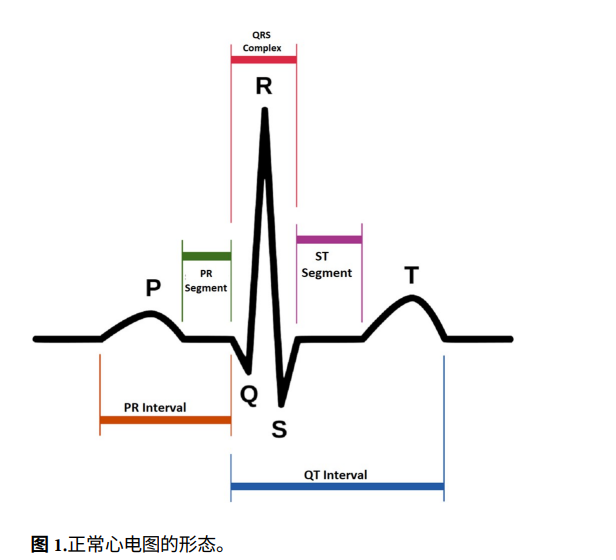 QRS
Complex
R
P
PR
Segment
ST
Segment
T
Q
S
PR Interval
QT Interval
图 1.正常心电图的形态。